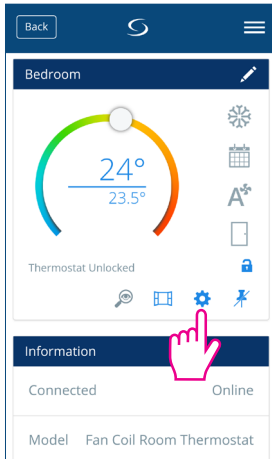 Back
Bedroom
24°
23.5°
A
Thermostat Unlocked
Information
Connected Online
Model Fan Coil Room Thermostat